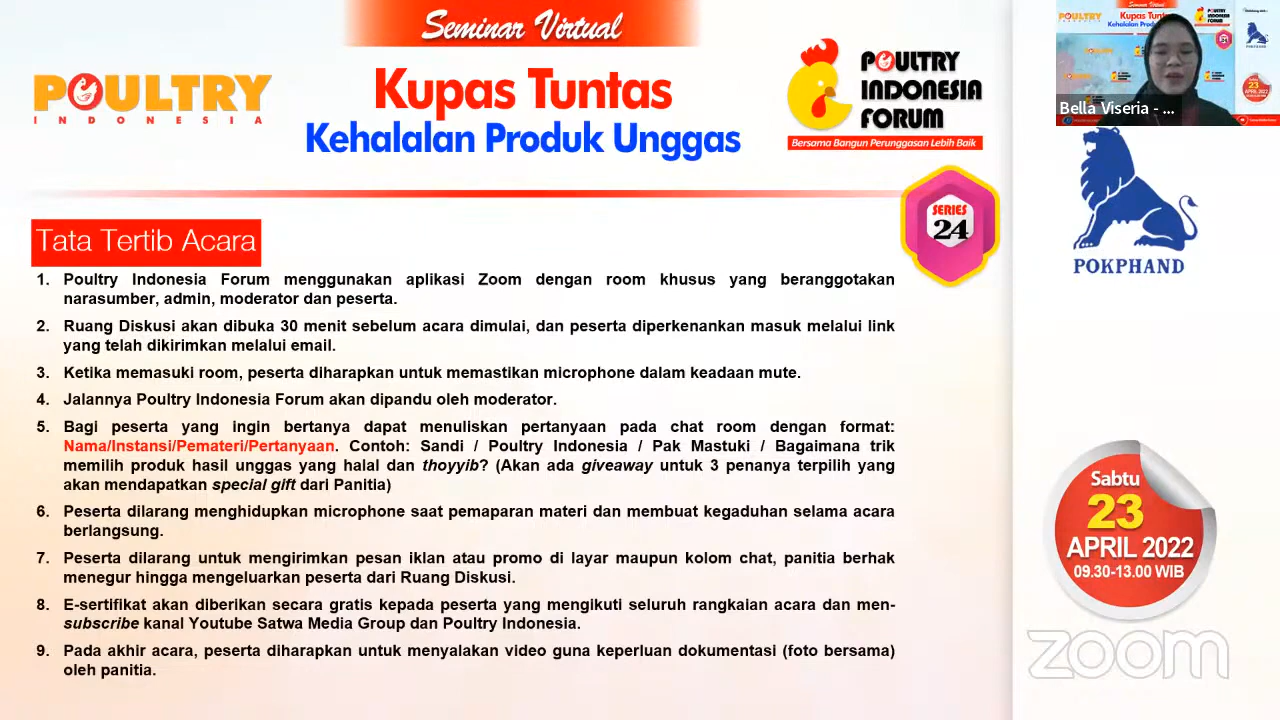 Seminar Virtual
POULTRY
INDONESIA
Kupas Tuntas
Kehalalan Produk Unggas
POULTRY
INDONESIA
FORUM
Bersama Bangun Perunggasan Lebih Baik
SERIES
24
Bella Viseria - ...
POKPHAND
Tata Tertib Acara
1. Poultry Indonesia Forum menggunakan aplikasi Zoom dengan room khusus yang beranggotakan
narasumber, admin, moderator dan peserta.
2. Ruang Diskusi akan dibuka 30 menit sebelum acara dimulai, dan peserta diperkenankan masuk melalui link
yang telah dikirimkan melalui email.
3. Ketika memasuki room, peserta diharapkan untuk memastikan microphone dalam keadaan mute.
4. Jalannya Poultry Indonesia Forum akan dipandu oleh moderator.
5. Bagi peserta yang ingin bertanya dapat menuliskan pertanyaan pada chat room dengan format:
Nama/Instansi/Pemateri/Pertanyaan. Contoh: Sandi / Poultry Indonesia / Pak Mastuki / Bagaimana trik
memilih produk hasil unggas yang halal dan thoyyib? (Akan ada giveaway untuk 3 penanya terpilih yang
akan mendapatkan special gift dari Panitia)
6. Peserta dilarang menghidupkan microphone saat pemaparan materi dan membuat kegaduhan selama acara
berlangsung.
7. Peserta dilarang untuk mengirimkan pesan iklan atau promo di layar maupun kolom chat, panitia berhak
menegur hingga mengeluarkan peserta dari Ruang Diskusi.
8. E-sertifikat akan diberikan secara gratis kepada peserta yang mengikuti seluruh rangkaian acara dan men-
subscribe kanal Youtube Satwa Media Group dan Poultry Indonesia.
9. Pada akhir acara, peserta diharapkan untuk menyalakan video guna keperluan dokumentasi (foto bersama)
oleh panitia.
Sabtu
23
APRIL 2022
09.30-13.00 WIB
zoom